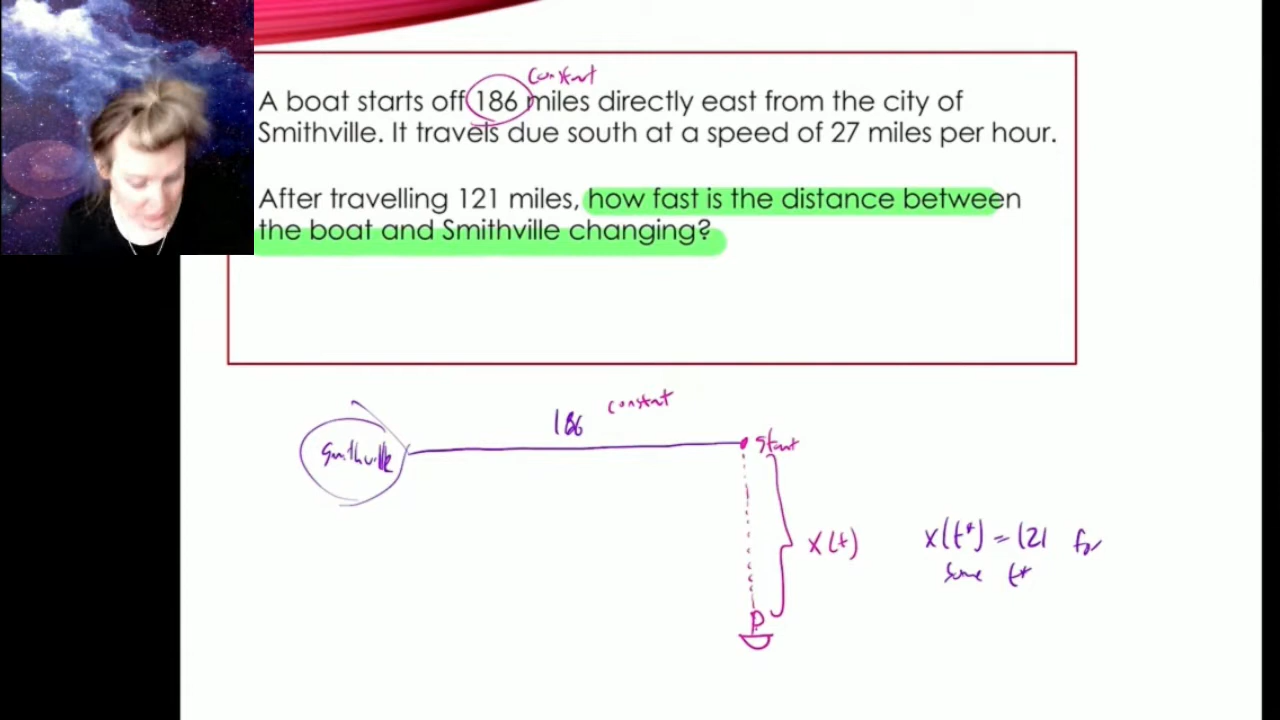 constant
A boat starts off 186 miles directly east from the city of
Smithville. It travels due south at a speed of 27 miles per hour.
After travelling 121 miles, how fast is the distance between
the boat and Smithville changing?
186 constant
Smithville
start
x(t)
x(t*) = 121 for
some t*